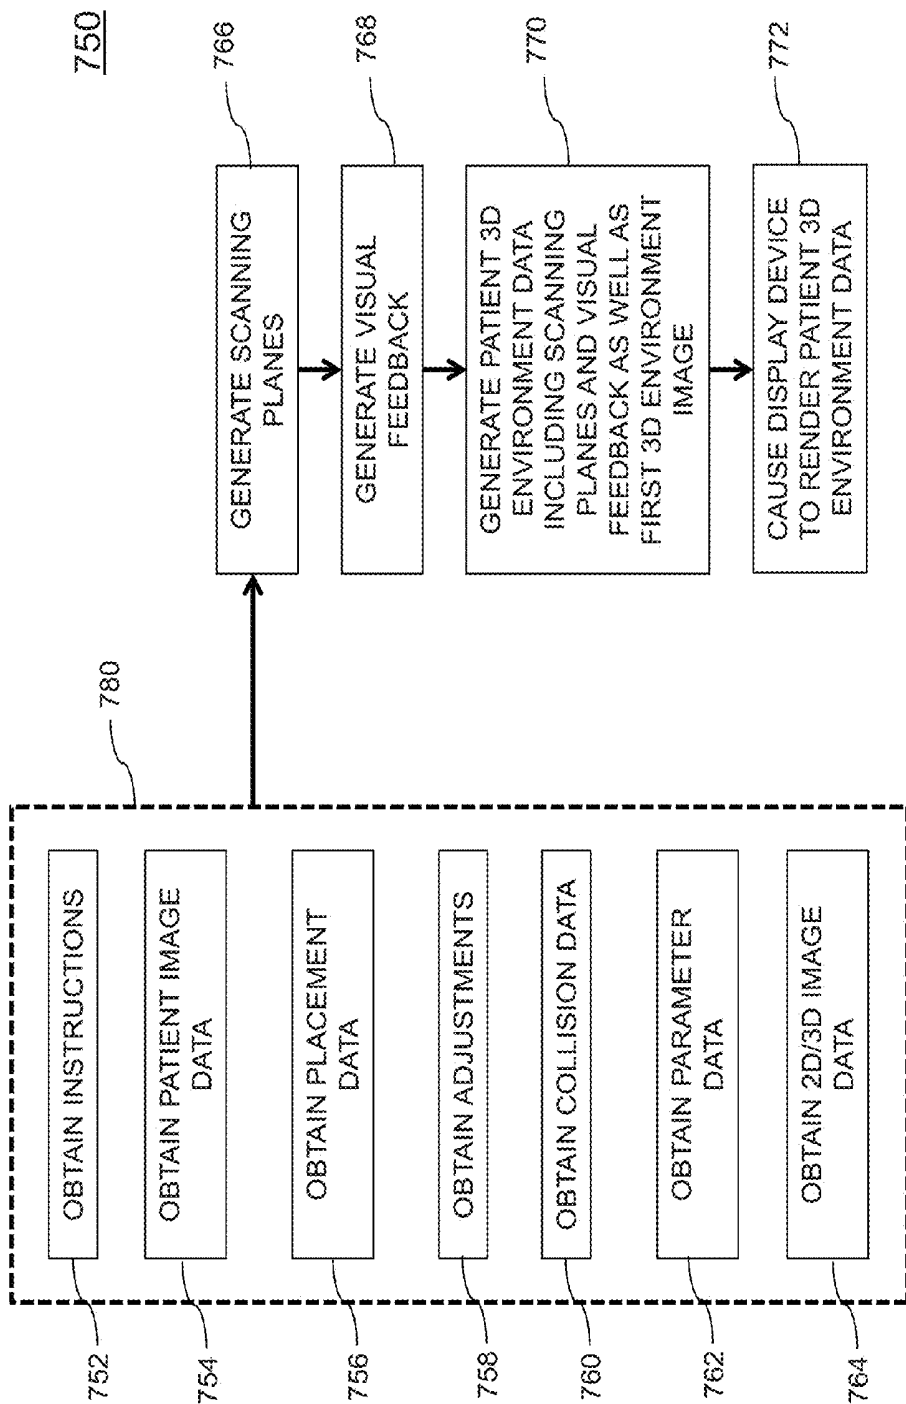 750
780
752
OBTAIN INSTRUCTIONS
754
OBTAIN PATIENT IMAGE
DATA
756
OBTAIN PLACEMENT
DATA
758
OBTAIN ADJUSTMENTS
760
OBTAIN COLLISION DATA
762
OBTAIN PARAMETER
DATA
764
OBTAIN 2D/3D IMAGE
DATA
GENERATE SCANNING
PLANES
766
GENERATE VISUAL
FEEDBACK
768
GENERATE PATIENT 3D
ENVIRONMENT DATA
INCLUDING SCANNING
PLANES AND VISUAL
FEEDBACK AS WELL AS
FIRST 3D ENVIRONMENT
IMAGE
770
CAUSE DISPLAY DEVICE
TO RENDER PATIENT 3D
ENVIRONMENT DATA
772